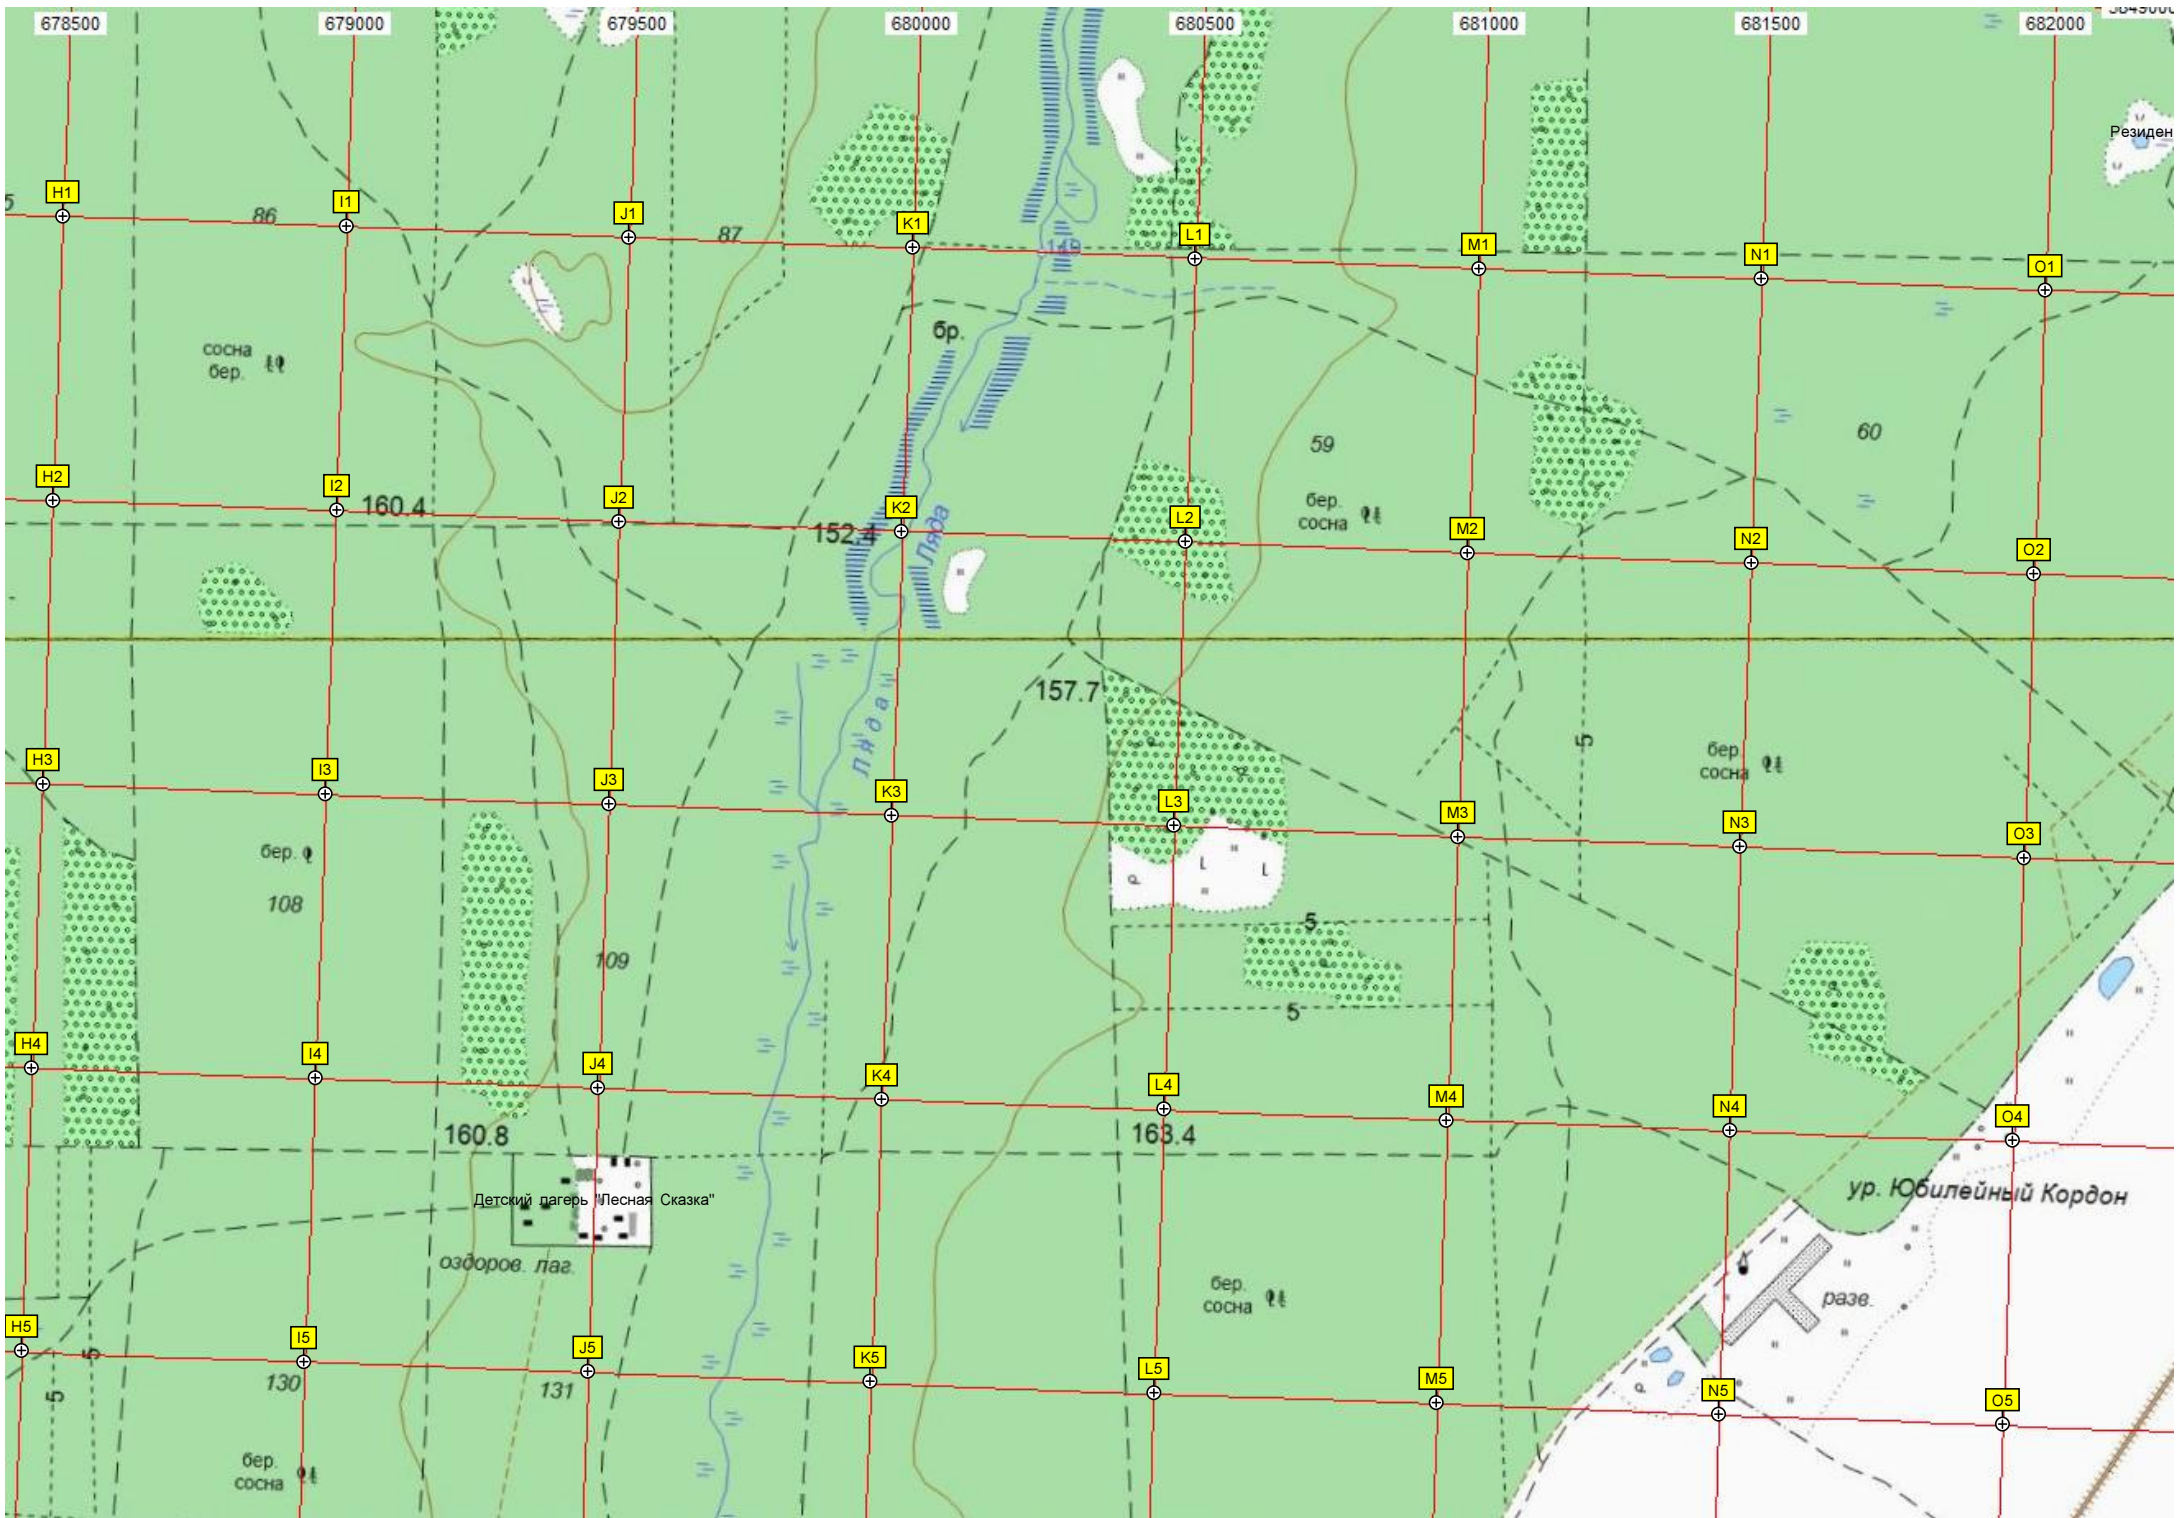 678500 679000 679500 680000 680500 681000 681500 682000
Резиден
H1 I1 J1 K1 L1 M1 N1 O1
5 86 87 149
бр.
сосна
бер.
59 60
бер.
сосна
H2 I2 J2 K2 L2 M2 N2 O2
160.4 152.4
Ляда
157.7
Ляда
5
бер.
сосна
H3 I3 J3 K3 L3 M3 N3 O3
бер.
108
109
5
5
H4 I4 J4 K4 L4 M4 N4 O4
160.8 163.4
Детский лагерь "Лесная Сказка"
ур. Юбилейный Кордон
оздоров. лаг.
бер.
сосна
разв.
H5 I5 J5 K5 L5 M5 N5 O5
5 5 130 131
бер.
сосна